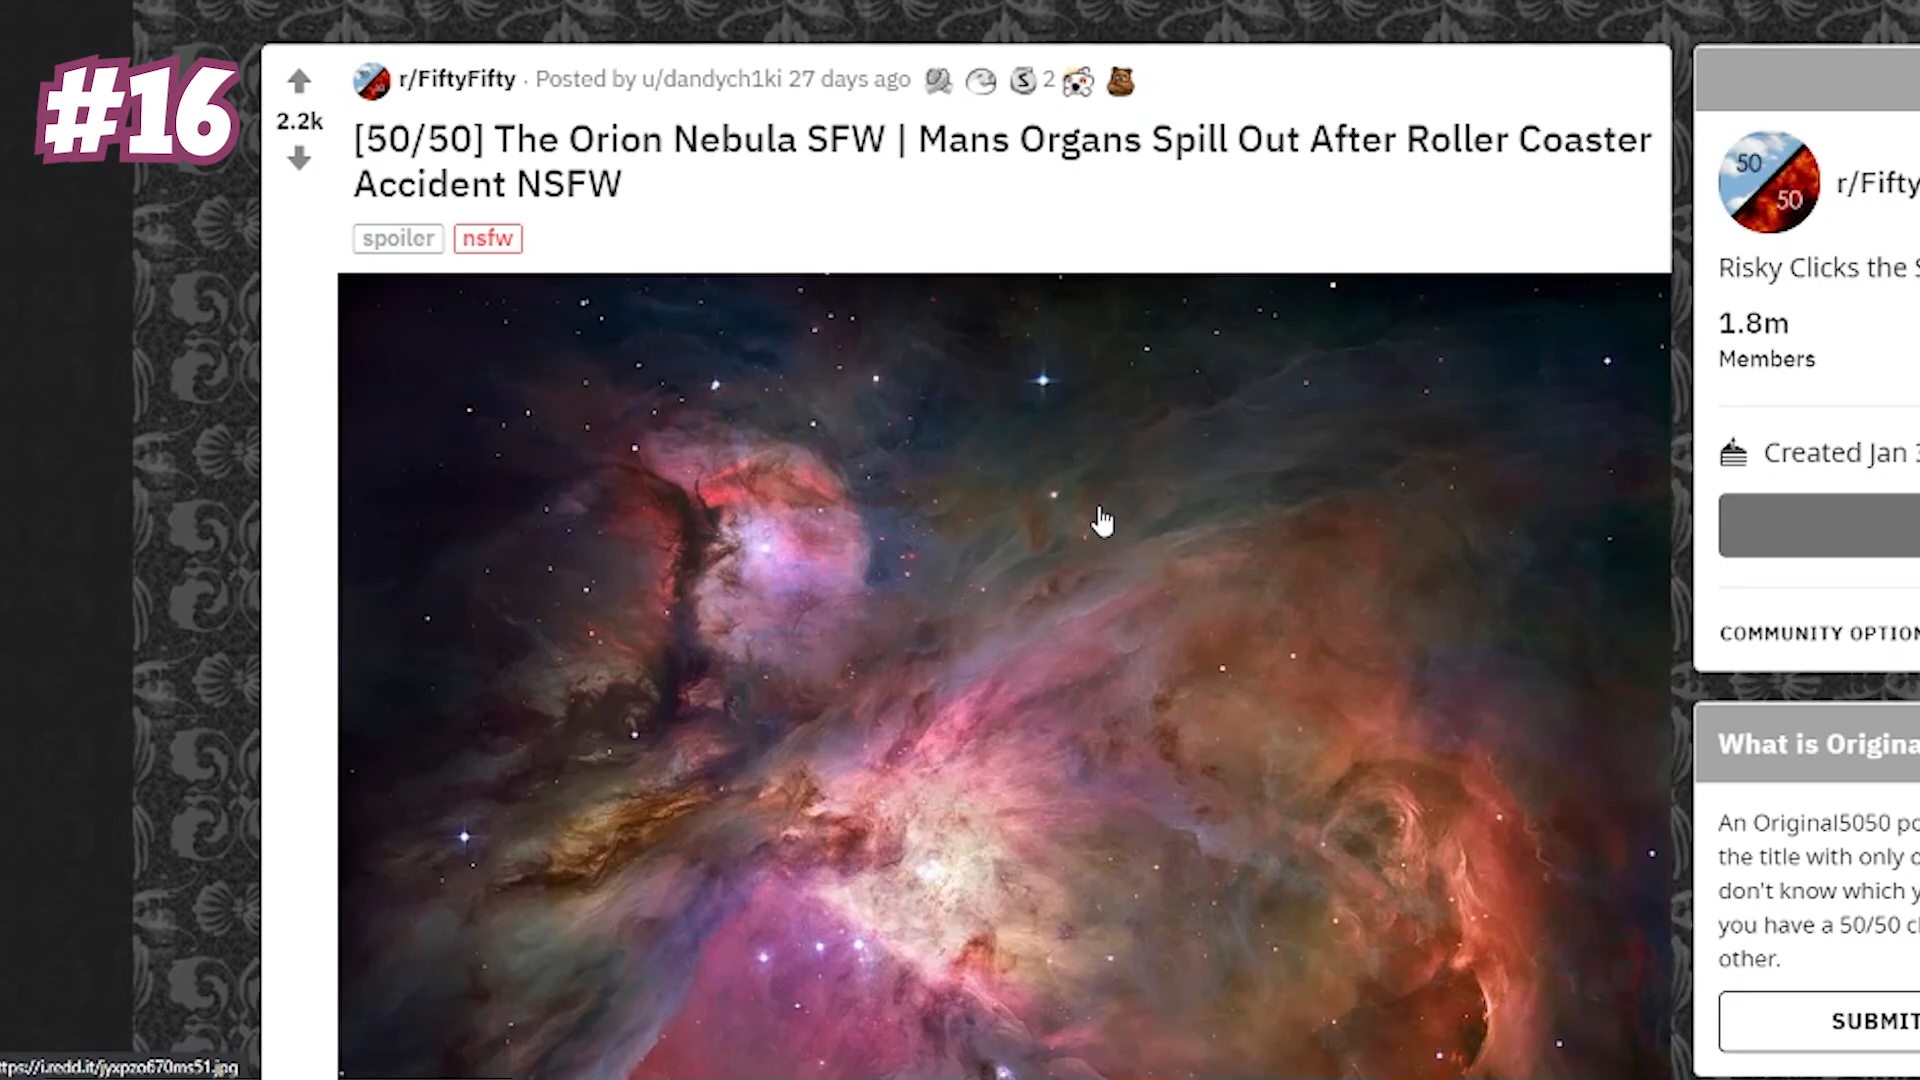 #16
r/FiftyFifty · Posted by u/dandych1ki 27 days ago 2
2.2k
[50/50] The Orion Nebula SFW | Mans Organs Spill Out After Roller Coaster
Accident NSFW
spoiler nsfw
50
50
r/Fifty
Risky Clicks the S
1.8m
Members
Created Jan 3
COMMUNITY OPTION
What is Origina
An Original5050 po
the title with only o
don't know which y
you have a 50/50 c
other.
SUBMIT
ttps://i.redd.it/jyxpzo670ms51.jpg